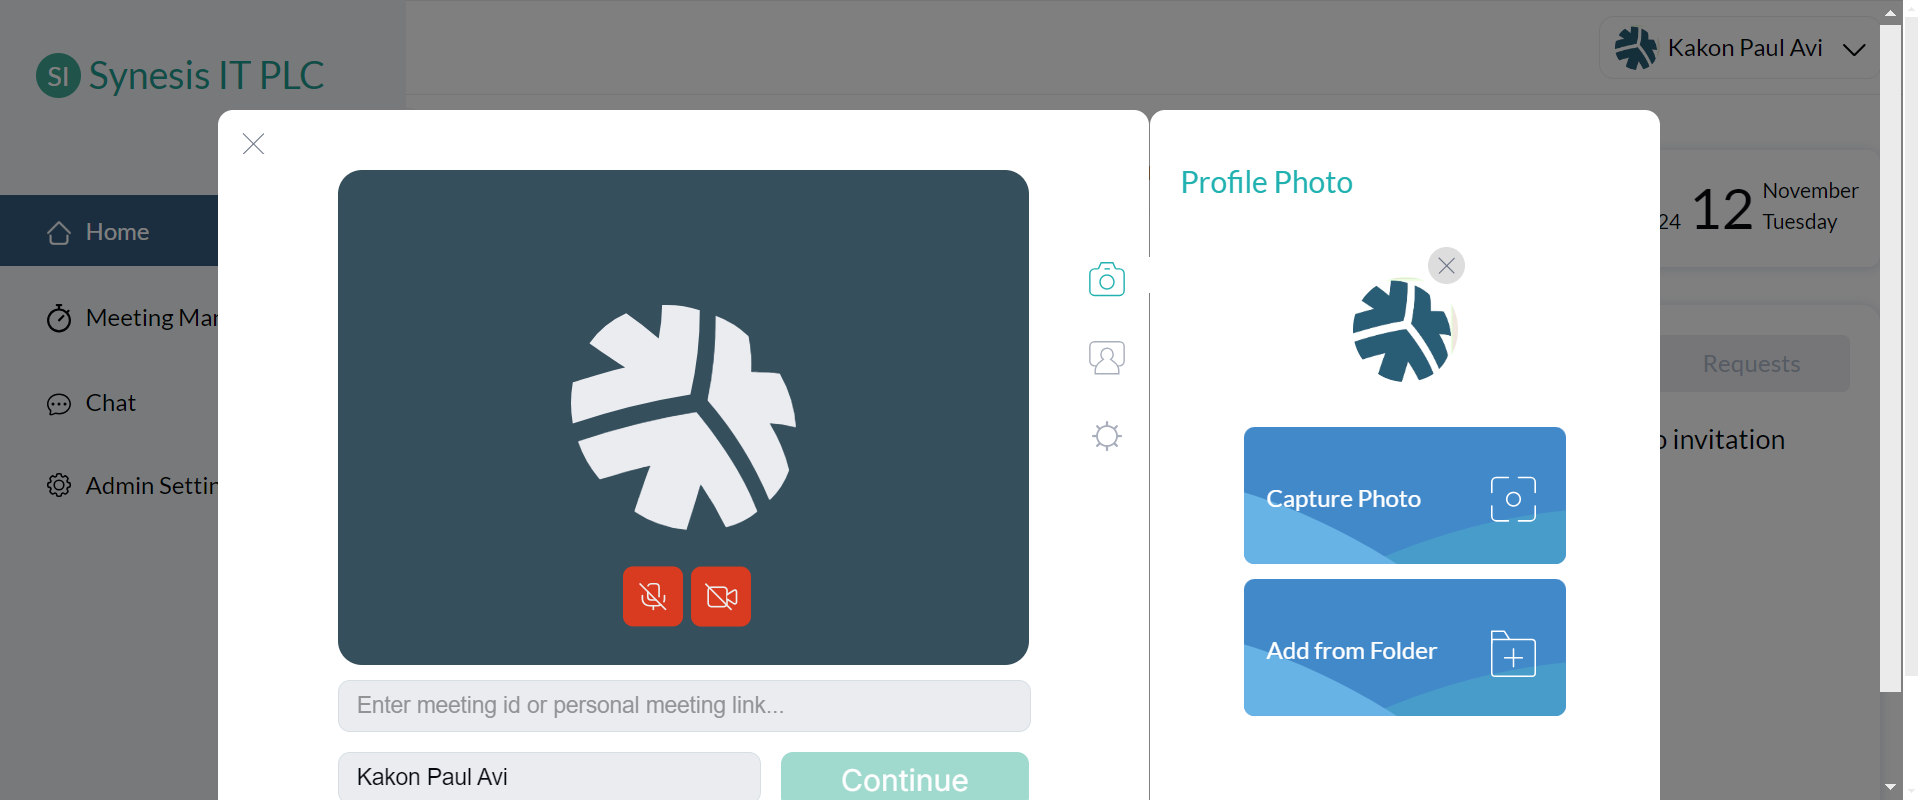 SI Synesis IT PLC
Kakon Paul Avi
Home
Meeting Mar
Chat
Admin Settin
Enter meeting id or personal meeting link...
Kakon Paul Avi
Continue
Profile Photo
Capture Photo
Add from Folder
24 12 November
Tuesday
Requests
o invitation